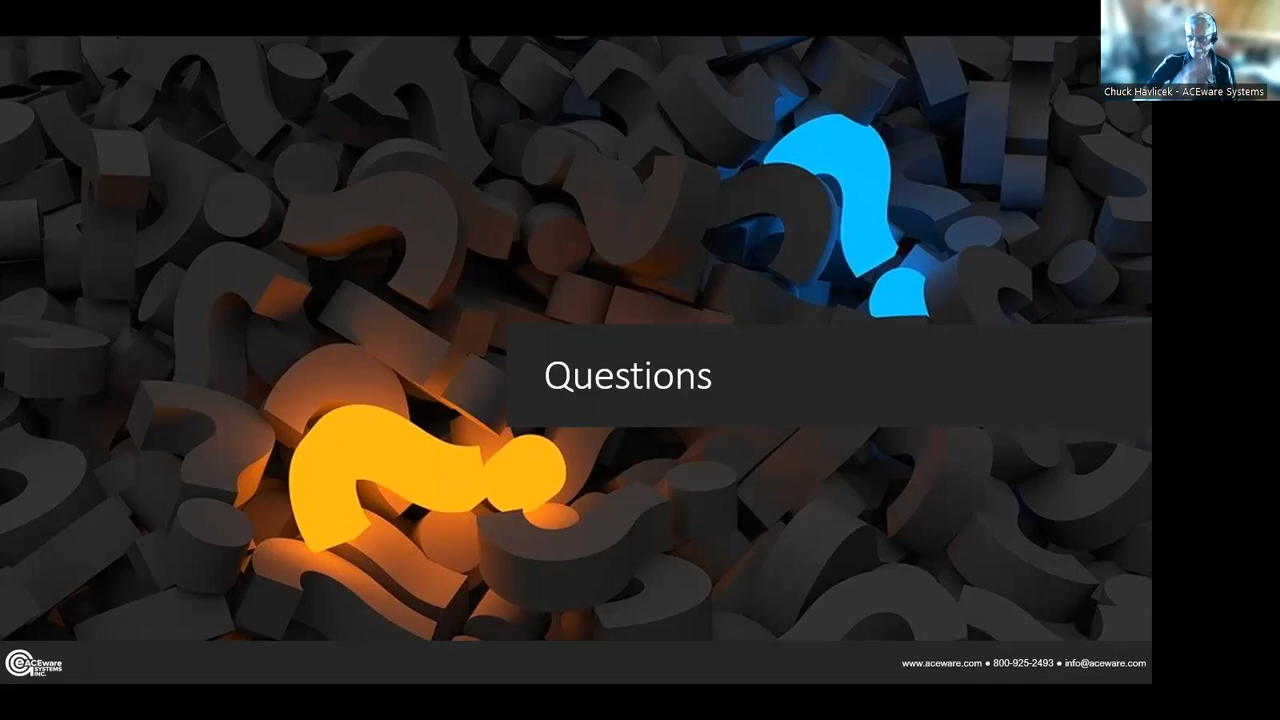 Chuck Havlicek - ACEware Systems
Questions
ACEware
SYSTEMS
INC.
www.aceware.com ● 800-925-2493 ● info@aceware.com